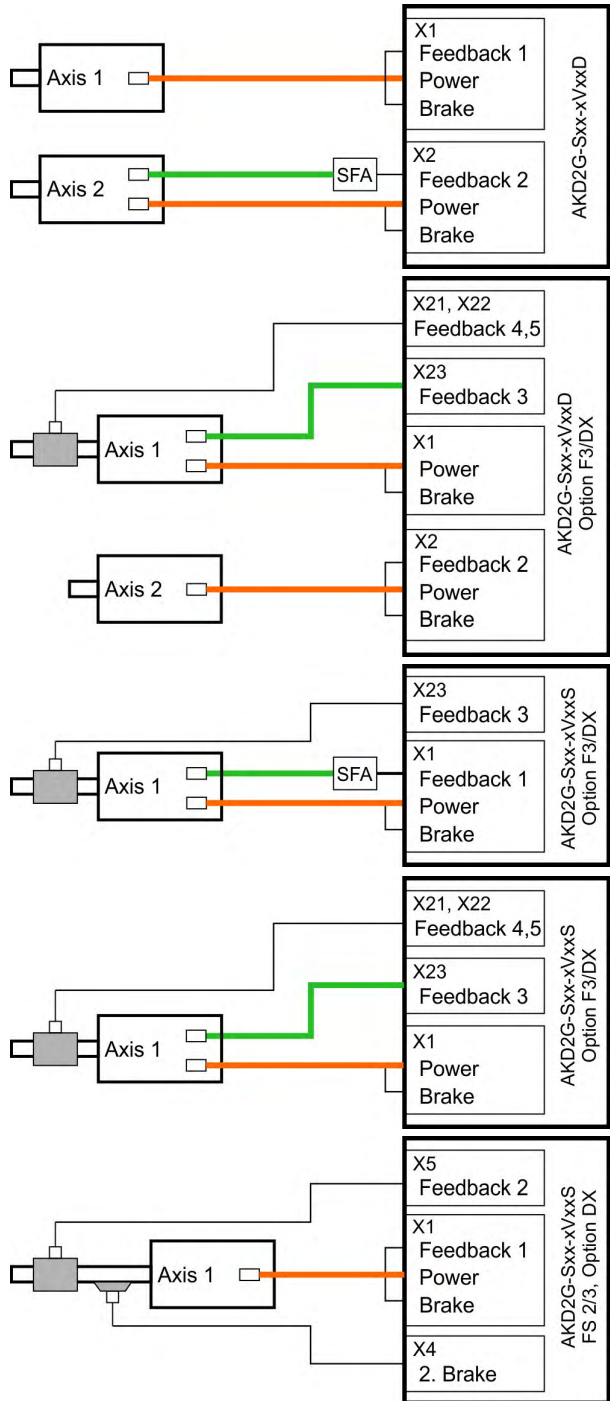 Axis 1
X1
Feedback 1
Power
Brake
Axis 2
SFA
X2
Feedback 2
Power
Brake
AKD2G-Sxx-xVxxD
X21, X22
Feedback 4,5
X23
Feedback 3
Axis 1
X1
Power
Brake
Axis 2
X2
Feedback 2
Power
Brake
AKD2G-Sxx-xVxxD
Option F3/DX
X23
Feedback 3
Axis 1
SFA
X1
Feedback 1
Power
Brake
AKD2G-Sxx-xVxxS
Option F3/DX
X21, X22
Feedback 4,5
X23
Feedback 3
Axis 1
X1
Power
Brake
AKD2G-Sxx-xVxxS
Option F3/DX
X5
Feedback 2
Axis 1
X1
Feedback 1
Power
Brake
X4
2. Brake
AKD2G-Sxx-xVxxS
FS 2/3, Option DX